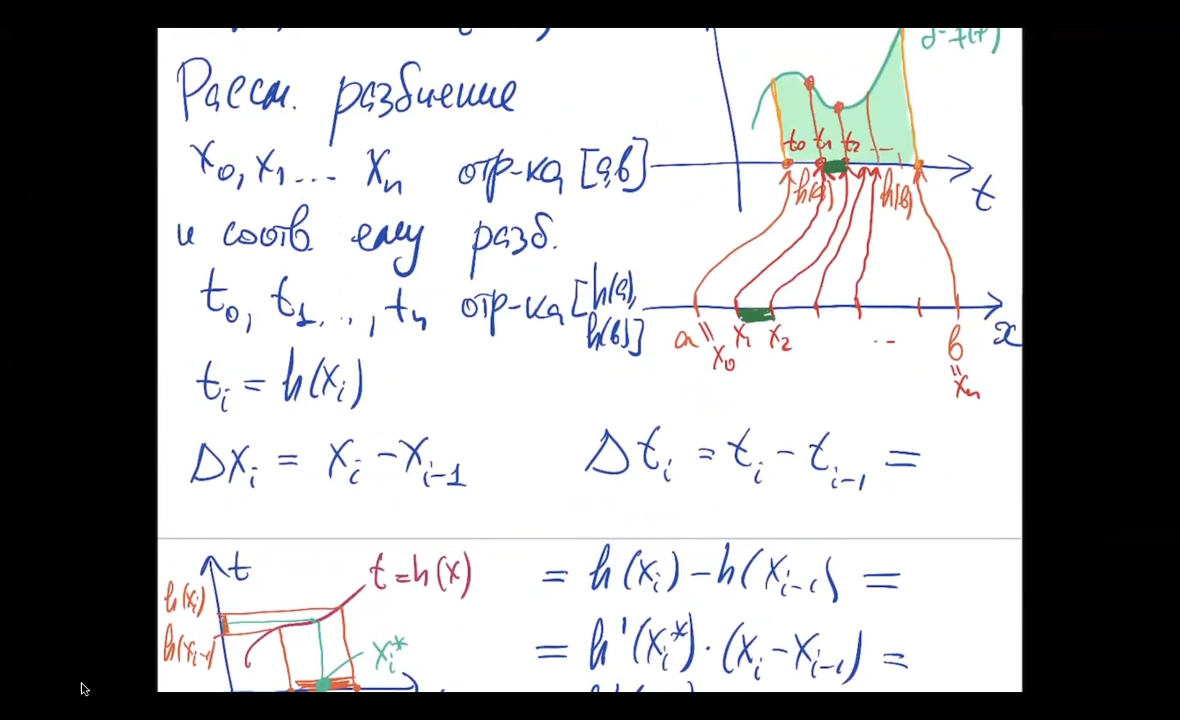 Рассм. разбиение
x₀, x₁... xₙ отр-ка [a,b]
и соотв ему разб.
t₀, t₁, .., tₙ отр-ка [h(a), h(b)]
tᵢ = h(xᵢ)
Δxᵢ = xᵢ - xᵢ₋₁
Δtᵢ = tᵢ - tᵢ₋₁ =
= h(xᵢ) - h(xᵢ₋₁) =
= h'(xᵢ*)·(xᵢ - xᵢ₋₁) =
t₀ t₁ t₂ ...
h(a) h(b) t
a = x₀ x₁ x₂ .. b = xₙ x
t
t = h(x)
h(xᵢ)
h(xᵢ₋₁)
xᵢ*